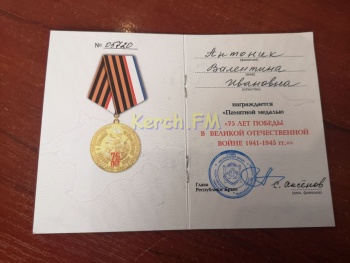 № 05720
75
Kerch.FM
Антоник
Валентина
Ивановна
награждается
«Памятной медалью»
«75 ЛЕТ ПОБЕДЫ
В ВЕЛИКОЙ ОТЕЧЕСТВЕННОЙ
ВОЙНЕ 1941-1945 гг.»
Глава
Республики Крым
С. Аксёнов